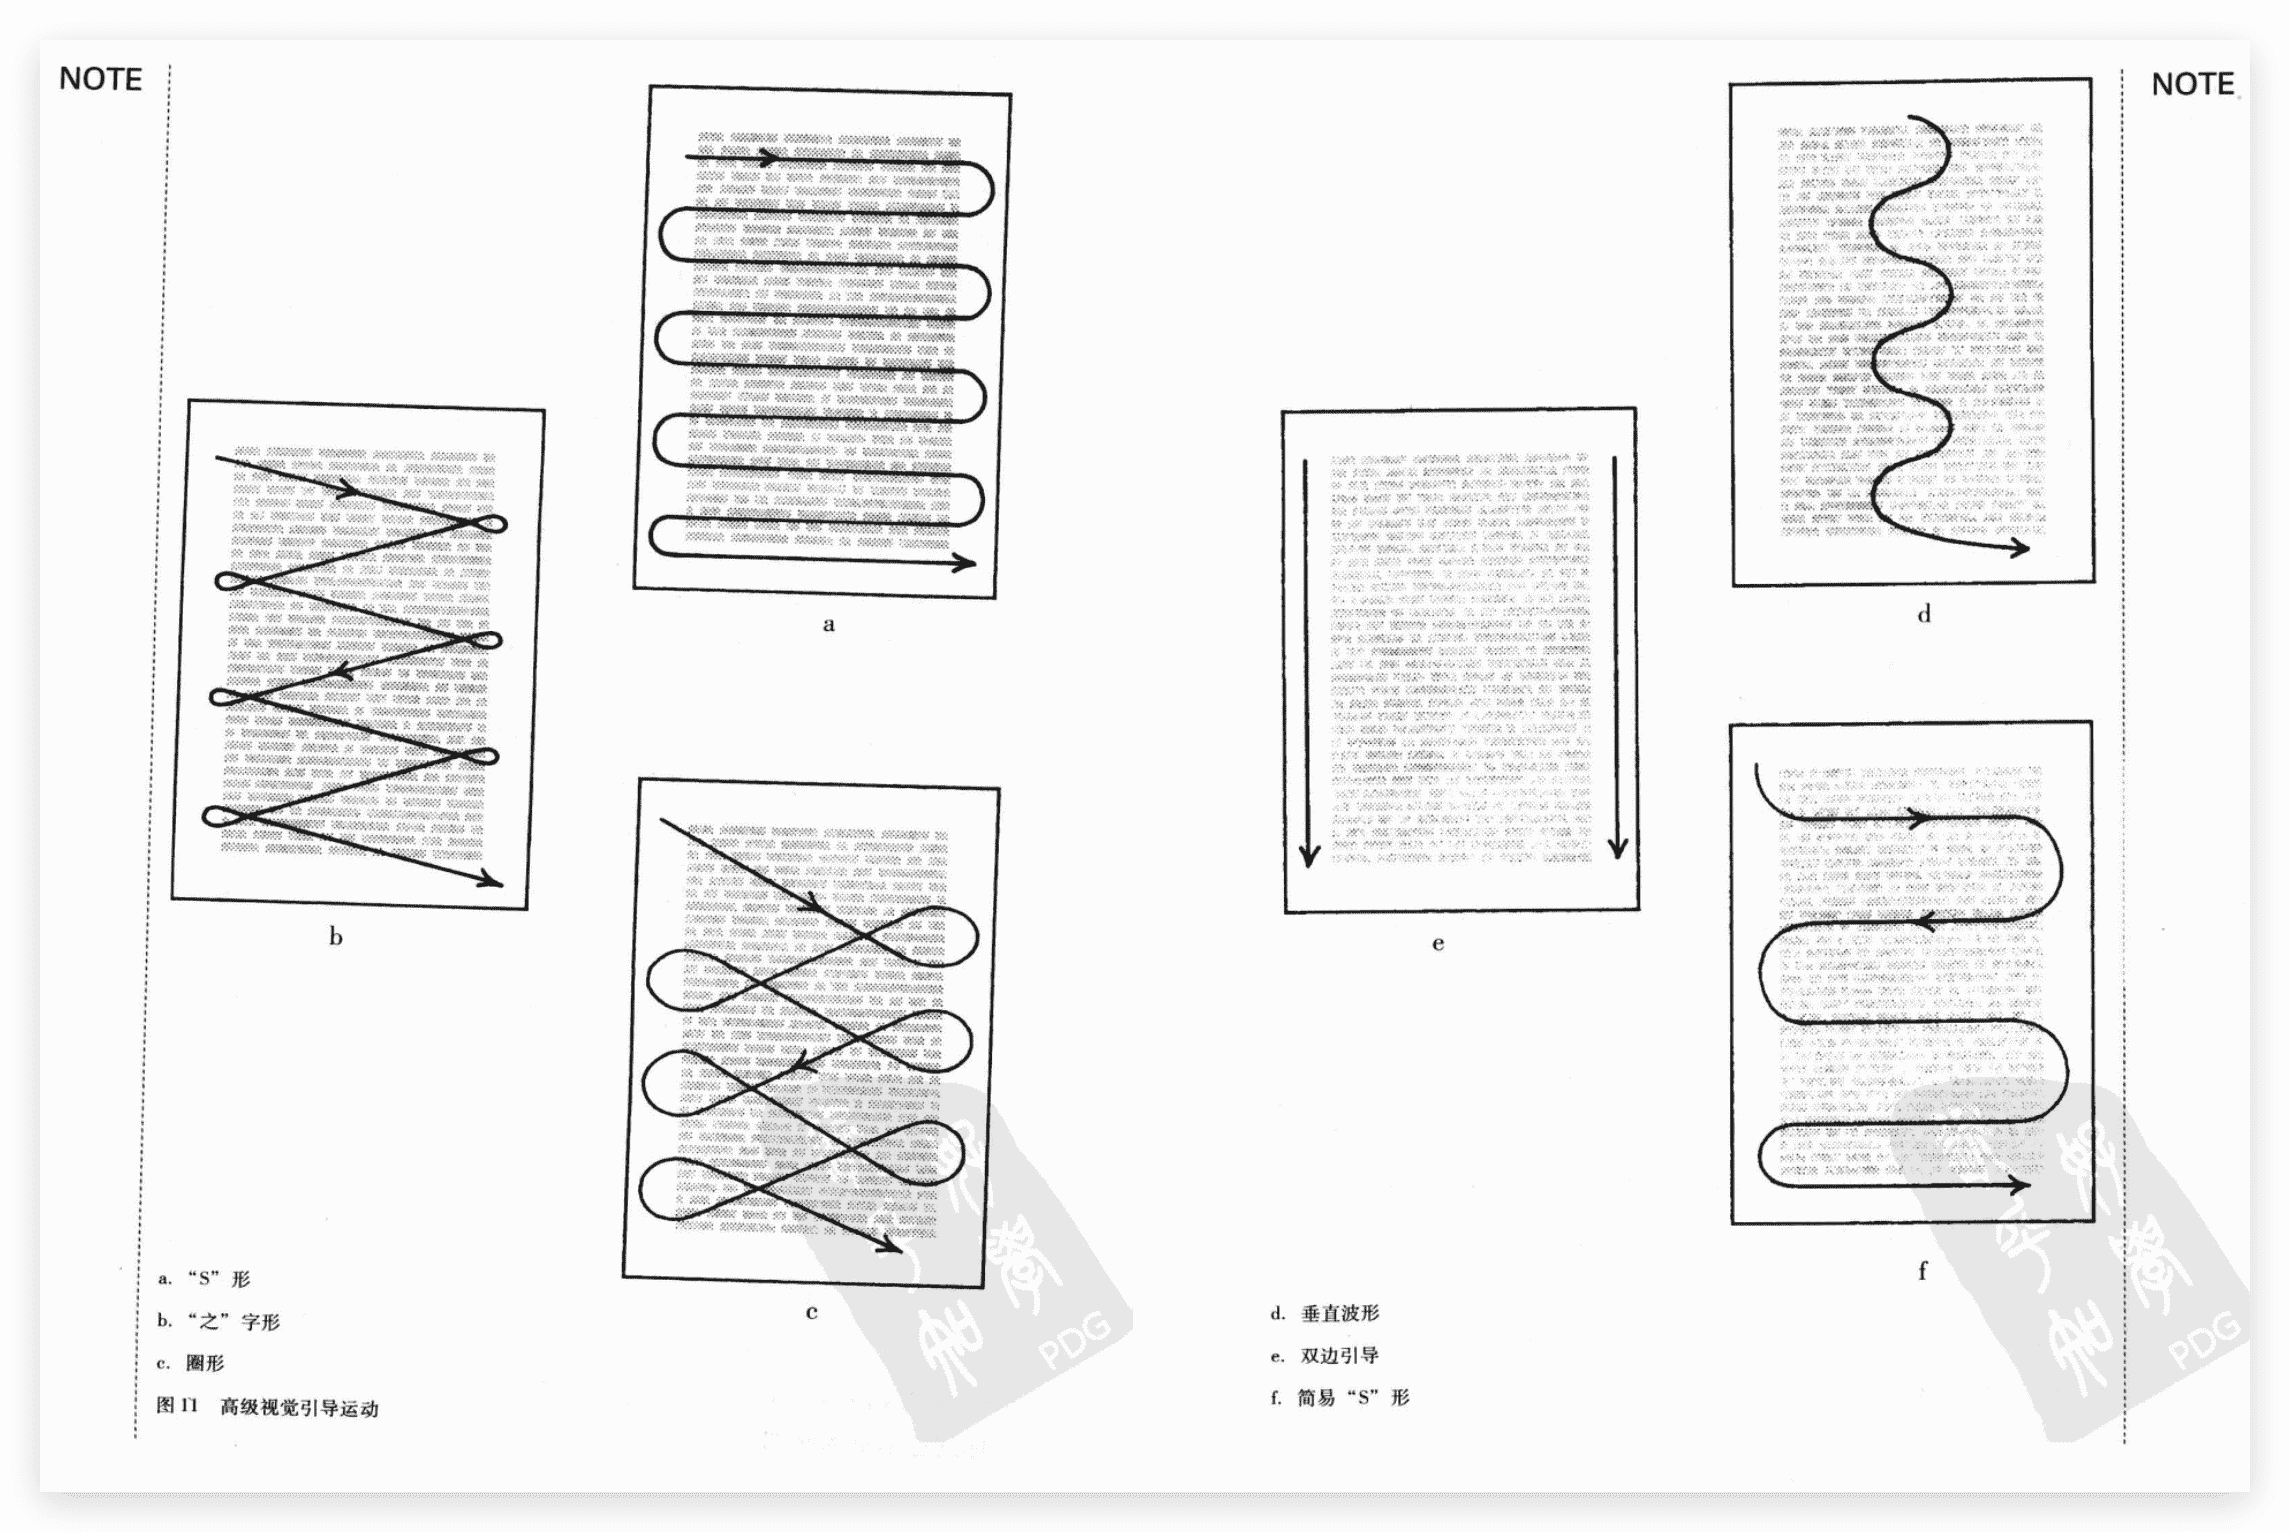 NOTE
a
b
c
a. “S” 形
b. “之” 字形
c. 圈形
图 11 高级视觉引导运动
NOTE
d
e
f
d. 垂直波形
e. 双边引导
f. 简易 “S” 形
PDG
PDG